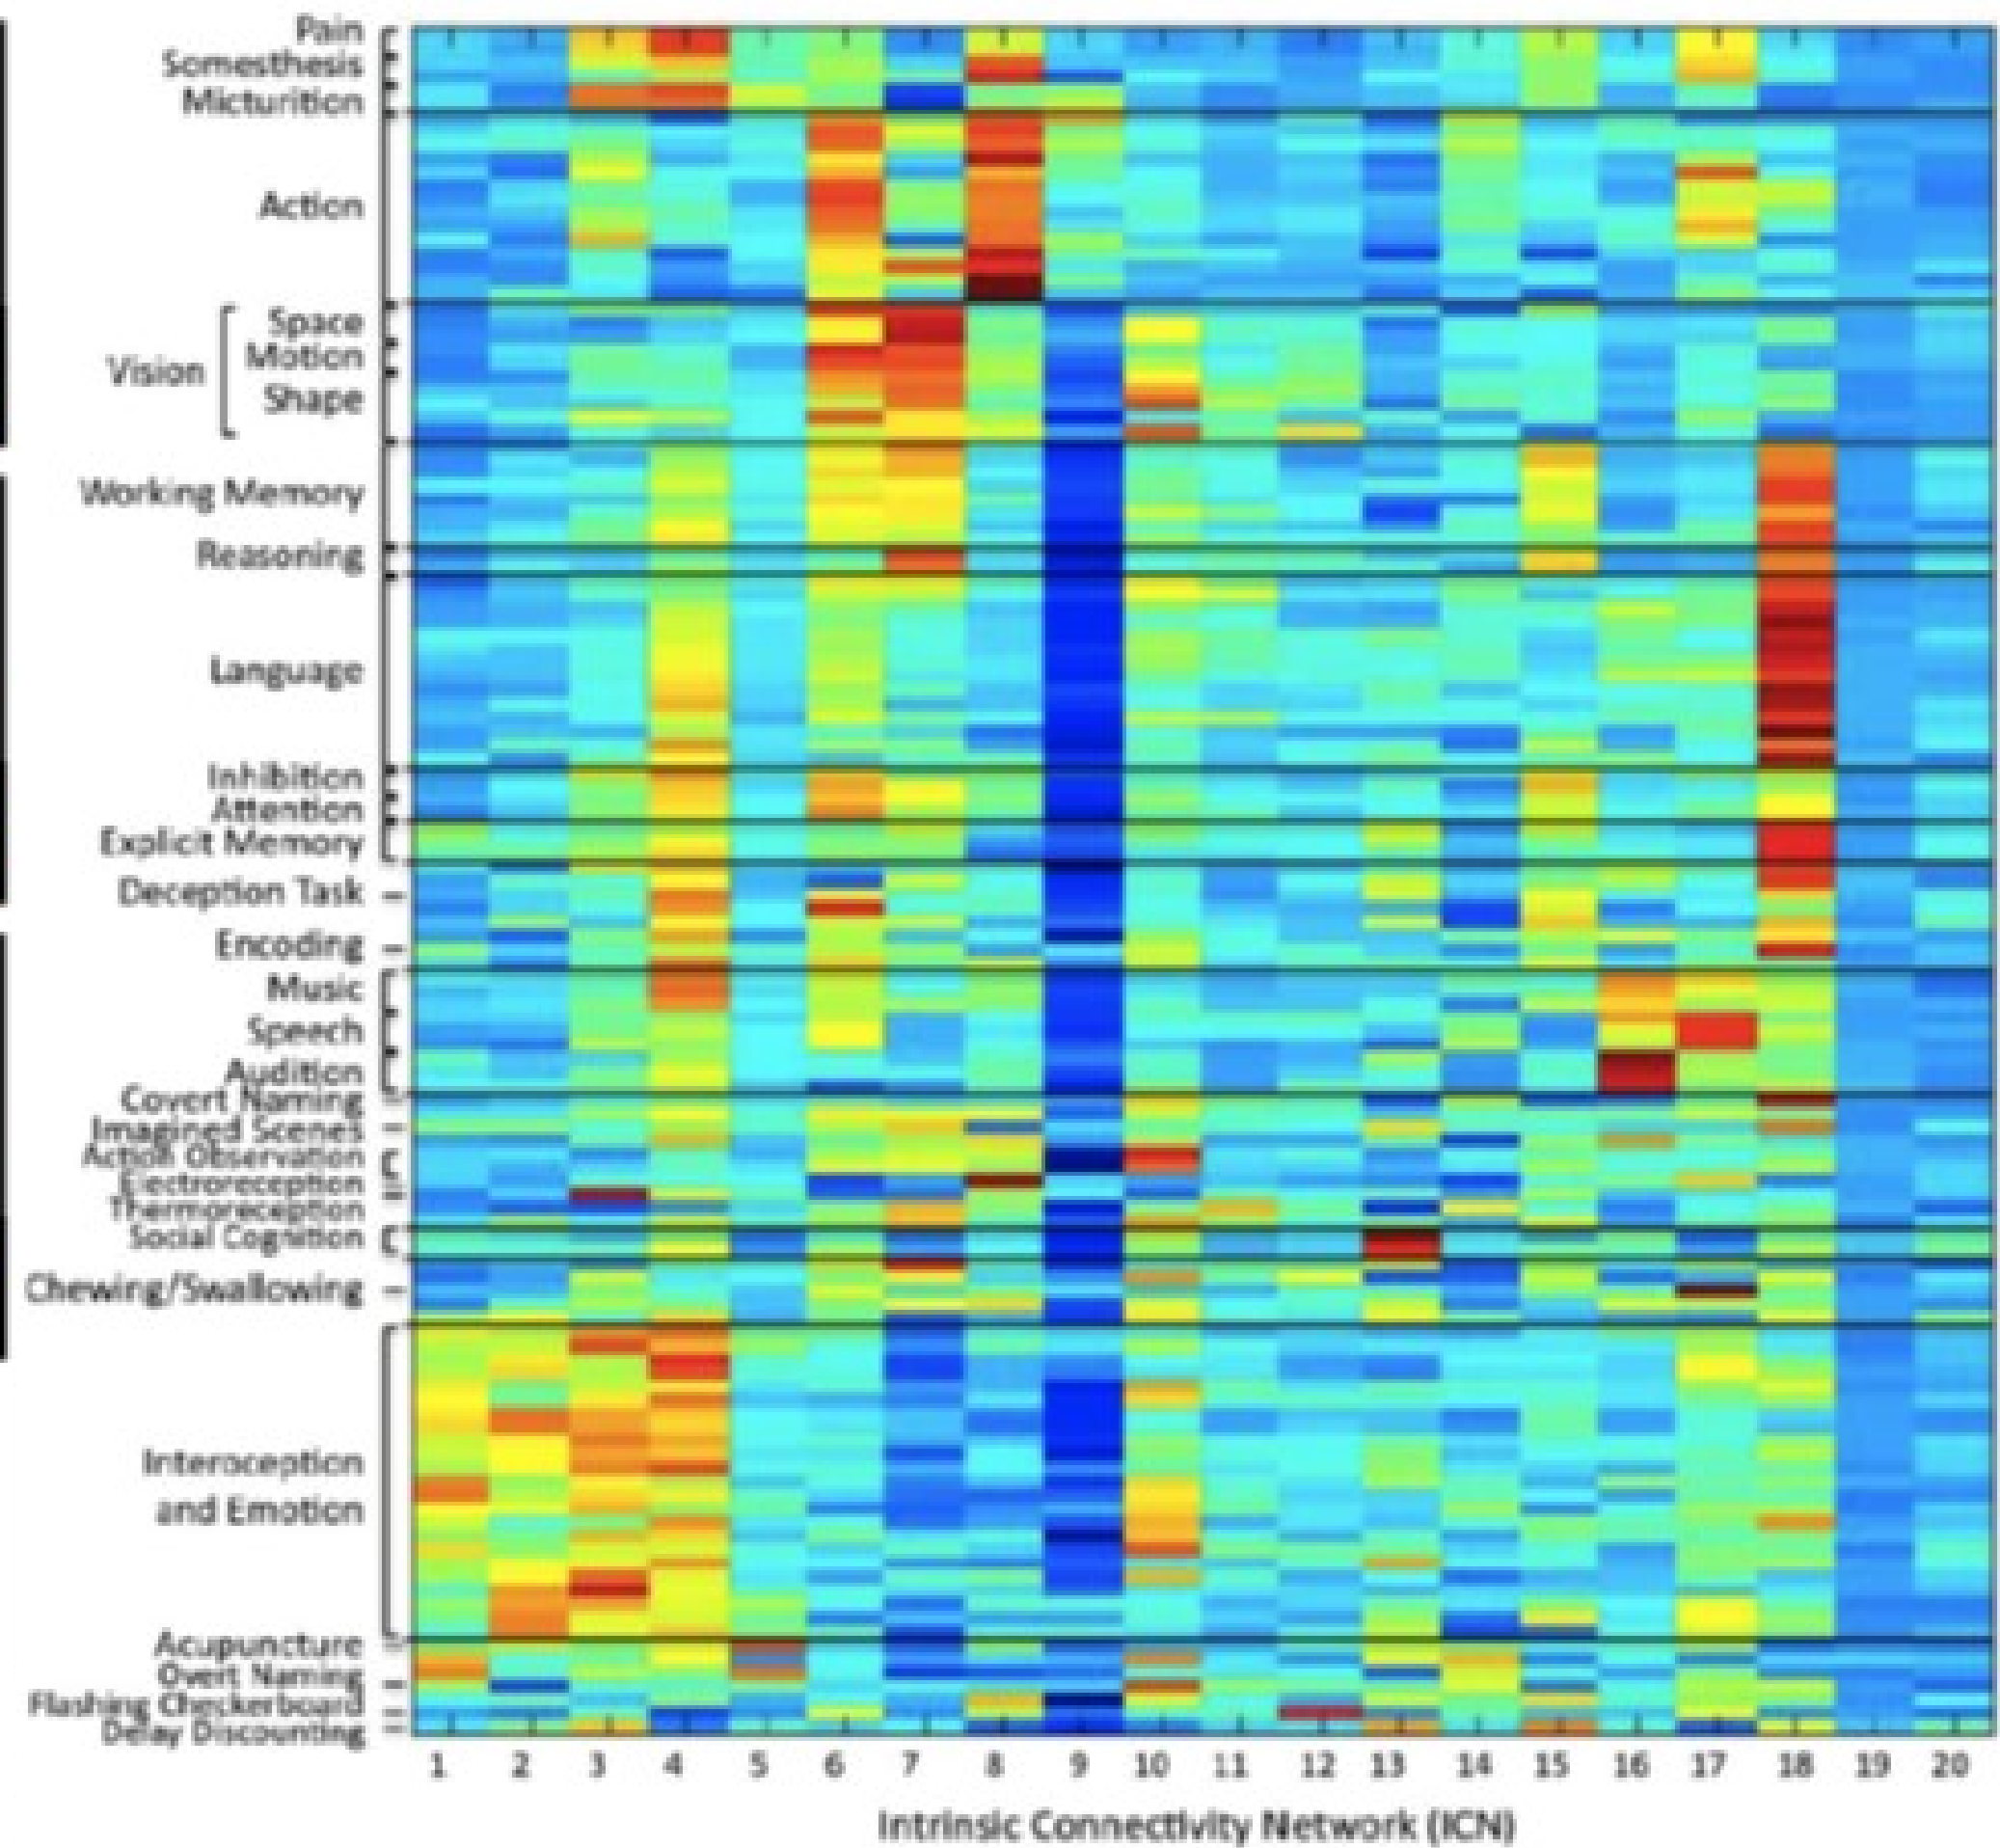 Pain
Somesthesis
Micturition
Action
Space
Motion
Vision
Shape
Working Memory
Reasoning
Language
Inhibition
Attention
Explicit Memory
Deception Task
Encoding
Music
Speech
Audition
Covert Naming
Imagined Scenes
Action Observation
Electroreception
Thermoreception
Social Cognition
Chewing/Swallowing
Interoception
and Emotion
Acupuncture
Overt Naming
Flashing Checkerboard
Delay Discounting
1 2 3 4 5 6 7 8 9 10 11 12 13 14 15 16 17 18 19 20
Intrinsic Connectivity Network (ICN)